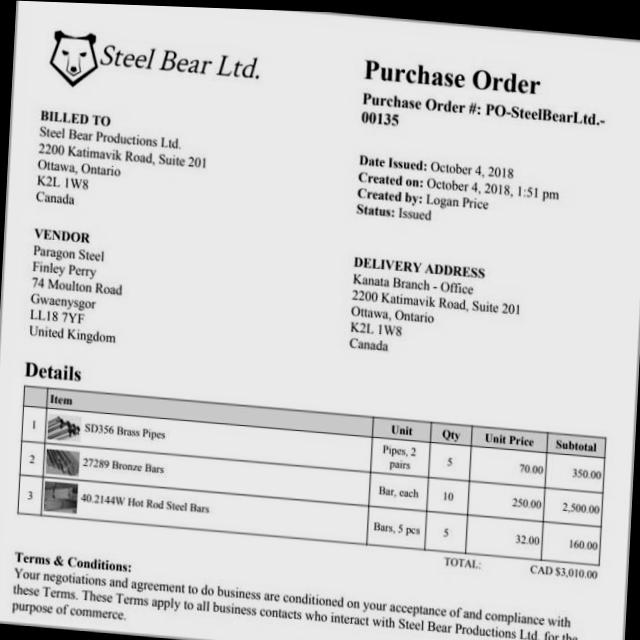 Steel Bear Ltd.
Purchase Order
Purchase Order #: PO-SteelBearLtd.-
00135
BILLED TO
Steel Bear Productions Ltd.
2200 Katimavik Road, Suite 201
Ottawa, Ontario
K2L 1W8
Canada
Date Issued: October 4, 2018
Created on: October 4, 2018, 1:51 pm
Created by: Logan Price
Status: Issued
VENDOR
Paragon Steel
Finley Perry
74 Moulton Road
Gwaenysgor
LL18 7YF
United Kingdom
DELIVERY ADDRESS
Kanata Branch - Office
2200 Katimavik Road, Suite 201
Ottawa, Ontario
K2L 1W8
Canada
Details
Item Unit Qty Unit Price Subtotal
1 SD356 Brass Pipes Pipes, 2 pairs 5 70.00 350.00
2 27289 Bronze Bars Bar, each 10 250.00 2,500.00
3 40.2144W Hot Rod Steel Bars Bars, 5 pcs 5 32.00 160.00
TOTAL: CAD $3,010.00
Terms & Conditions:
Your negotiations and agreement to do business are conditioned on your acceptance of and compliance with
these Terms. These Terms apply to all business contacts who interact with Steel Bear Productions Ltd. for the
purpose of commerce.